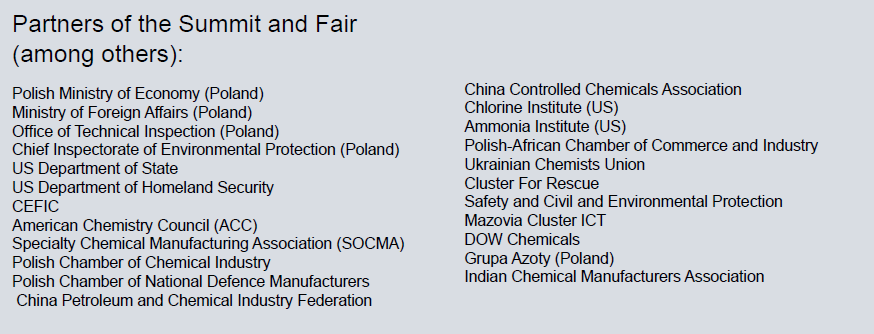 Partners of the Summit and Fair
(among others):
Polish Ministry of Economy (Poland)
Ministry of Foreign Affairs (Poland)
Office of Technical Inspection (Poland)
Chief Inspectorate of Environmental Protection (Poland)
US Department of State
US Department of Homeland Security
CEFIC
American Chemistry Council (ACC)
Specialty Chemical Manufacturing Association (SOCMA)
Polish Chamber of Chemical Industry
Polish Chamber of National Defence Manufacturers
China Petroleum and Chemical Industry Federation
China Controlled Chemicals Association
Chlorine Institute (US)
Ammonia Institute (US)
Polish-African Chamber of Commerce and Industry
Ukrainian Chemists Union
Cluster For Rescue
Safety and Civil and Environmental Protection
Mazovia Cluster ICT
DOW Chemicals
Grupa Azoty (Poland)
Indian Chemical Manufacturers Association